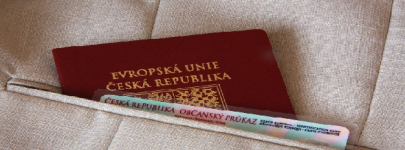 EVROPSKÁ UNIE
ČESKÁ REPUBLIKA
ČESKÁ REPUBLIKA OBČANSKÝ PRŮKAZ